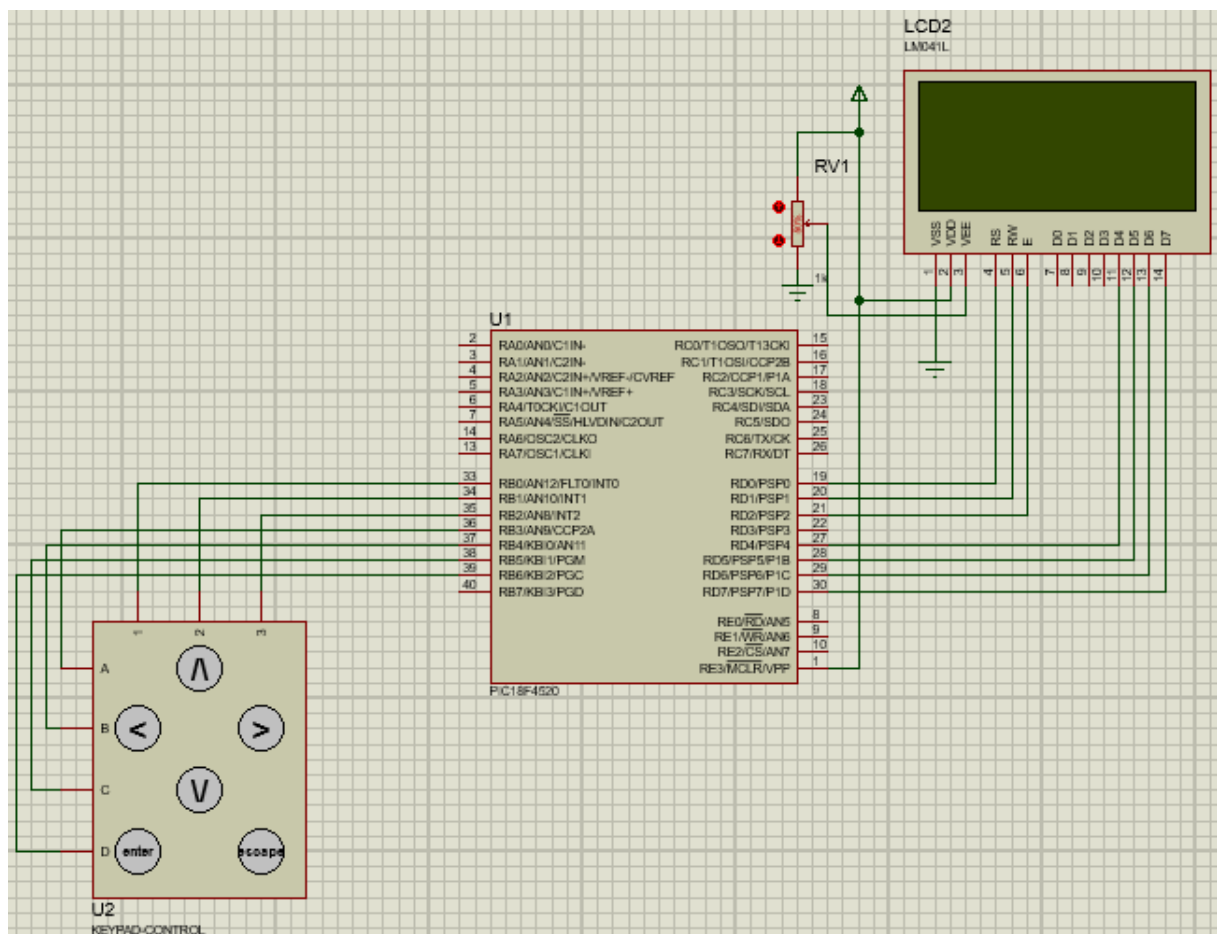 LCD2
LM041L
RV1
1k
VSS
VDD
VEE
RS
RW
E
D0
D1
D2
D3
D4
D5
D6
D7
1
2
3
4
5
6
7
8
9
10
11
12
13
14
U1
2 RA0/AN0/C1IN- RC0/T1OSO/T13CKI 15
3 RA1/AN1/C2IN- RC1/T1OSI/CCP2B 16
4 RA2/AN2/C2IN+/VREF-/CVREF RC2/CCP1/P1A 17
5 RA3/AN3/C1IN+/VREF+ RC3/SCK/SCL 18
6 RA4/T0CKI/C1OUT RC4/SDI/SDA 23
7 RA5/AN4/SS/HLVDIN/C2OUT RC5/SDO 24
14 RA6/OSC2/CLKO RC6/TX/CK 25
13 RA7/OSC1/CLKI RC7/RX/DT 26
33 RB0/AN12/FLT0/INT0 RD0/PSP0 19
34 RB1/AN10/INT1 RD1/PSP1 20
35 RB2/AN8/INT2 RD2/PSP2 21
36 RB3/AN9/CCP2A RD3/PSP3 22
37 RB4/KBI0/AN11 RD4/PSP4 27
38 RB5/KBI1/PGM RD5/PSP5/P1B 28
39 RB6/KBI2/PGC RD6/PSP6/P1C 29
40 RB7/KBI3/PGD RD7/PSP7/P1D 30
RE0/RD/AN5 8
RE1/WR/AN6 9
RE2/CS/AN7 10
RE3/MCLR/VPP 1
PIC18F4520
1
2
3
A /\
B < >
C \/
D enter escape
U2
KEYPAD-CONTROL